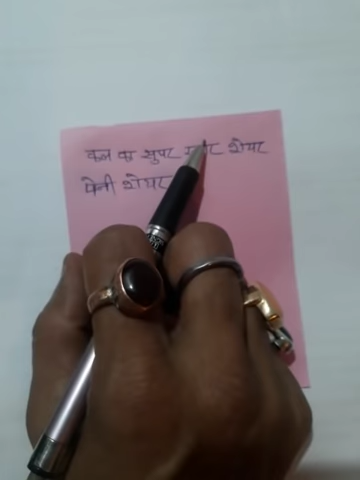 कल का सुपर शेयर
पेनी शेयर